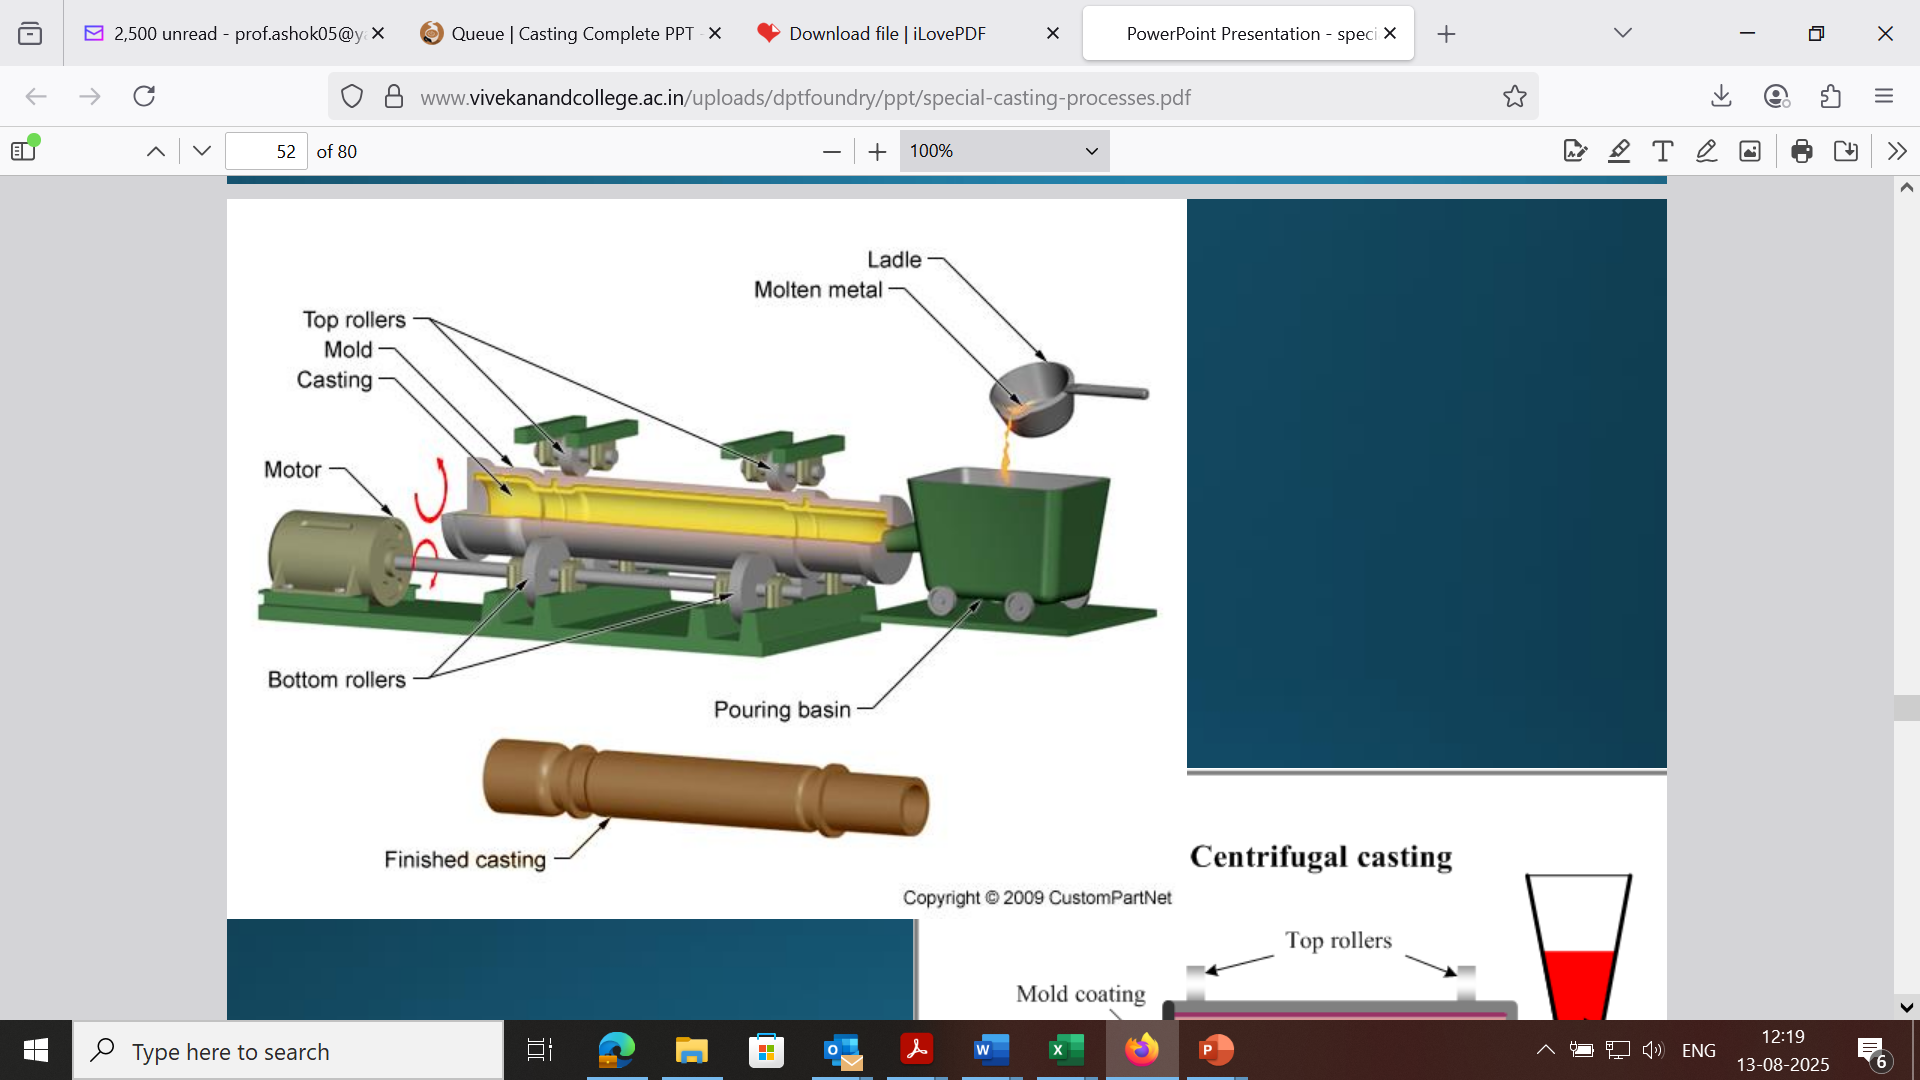 2,500 unread - prof.ashok05@y
Queue | Casting Complete PPT
Download file | iLovePDF
PowerPoint Presentation - speci
www.vivekanandcollege.ac.in/uploads/dptfoundry/ppt/special-casting-processes.pdf
52 of 80
100%
Ladle
Molten metal
Top rollers
Mold
Casting
Motor
Bottom rollers
Pouring basin
Finished casting
Copyright © 2009 CustomPartNet
Centrifugal casting
Top rollers
Mold coating
Type here to search
ENG
12:19
13-08-2025
6